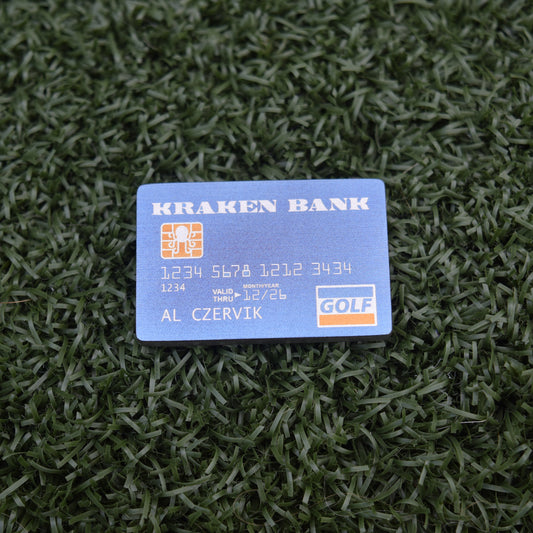 KRAKEN BANK
1234 5678 1212 3434
1234
MONTH/YEAR
VALID THRU 12/26
AL CZERVIK
GOLF